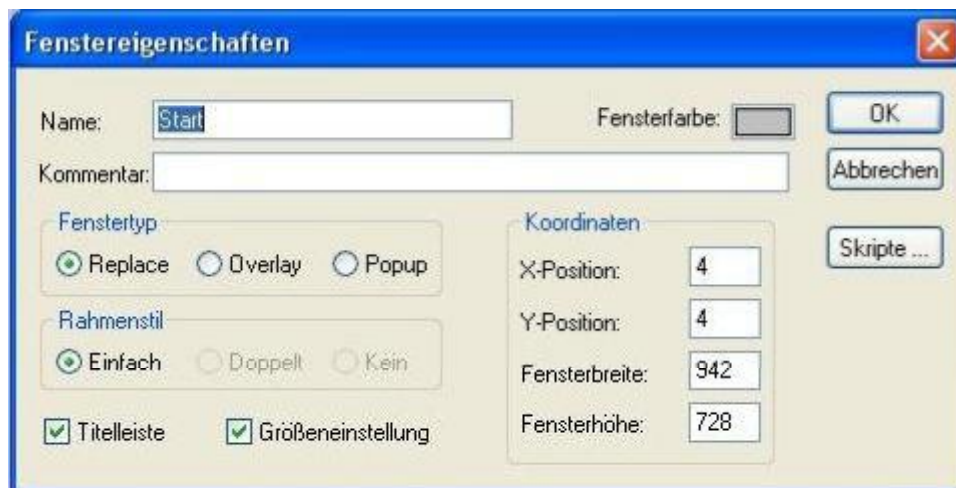 Fenstereigenschaften
Name: Start Fensterfarbe: OK
Kommentar: Abbrechen
Fenstertyp Koordinaten Skripte ...
Replace Overlay Popup X-Position: 4
Y-Position: 4
Rahmenstil
Einfach Doppelt Kein Fensterbreite: 942
Titelleiste Größeneinstellung Fensterhöhe: 728